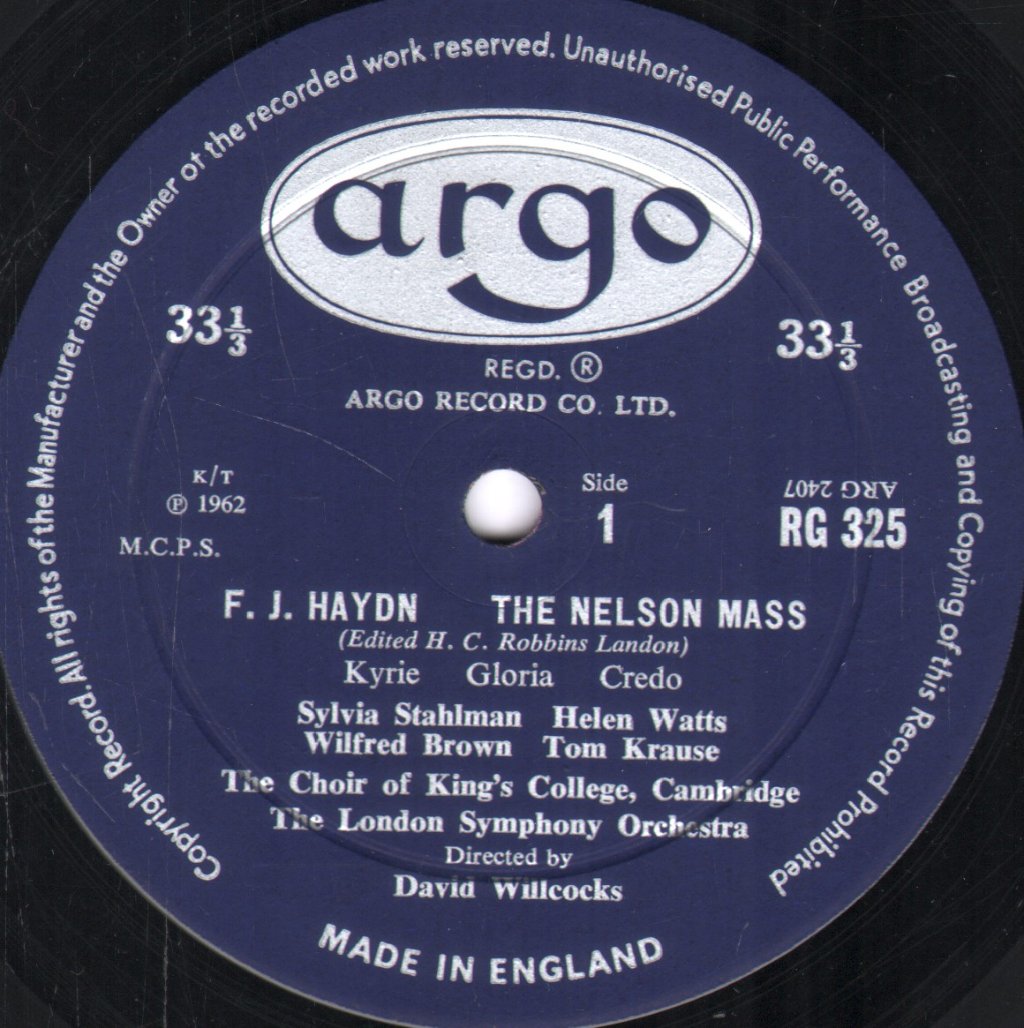 Copyright Record. All rights of the Manufacturer and the Owner of the recorded work reserved. Unauthorised Public Performance Broadcasting and Copying of this Record Prohibited
argo
33⅓
33⅓
REGD. ®
ARGO RECORD CO. LTD.
K/T
℗ 1962
M.C.P.S.
Side
1
ARG 2407
RG 325
F. J. HAYDN THE NELSON MASS
(Edited H. C. Robbins Landon)
Kyrie Gloria Credo
Sylvia Stahlman Helen Watts
Wilfred Brown Tom Krause
The Choir of King's College, Cambridge
The London Symphony Orchestra
Directed by
David Willcocks
MADE IN ENGLAND